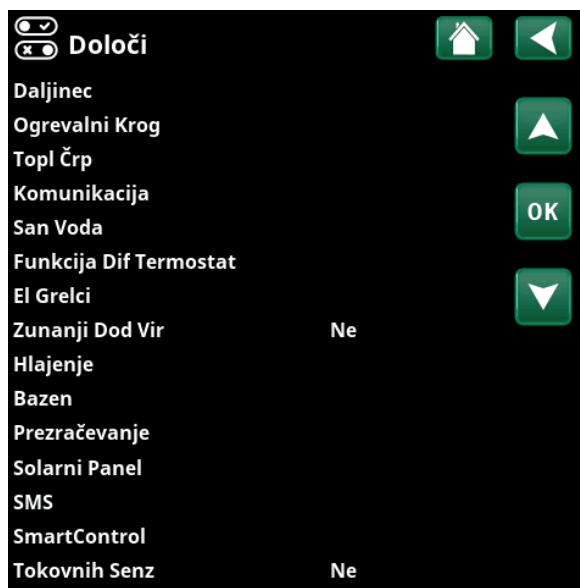 Določi
Daljinec
Ogrevalni Krog
Topl Črp
Komunikacija
San Voda
OK
Funkcija Dif Termostat
El Grelci
Zunanji Dod Vir Ne
Hlajenje
Bazen
Prezračevanje
Solarni Panel
SMS
SmartControl
Tokovnih Senz Ne